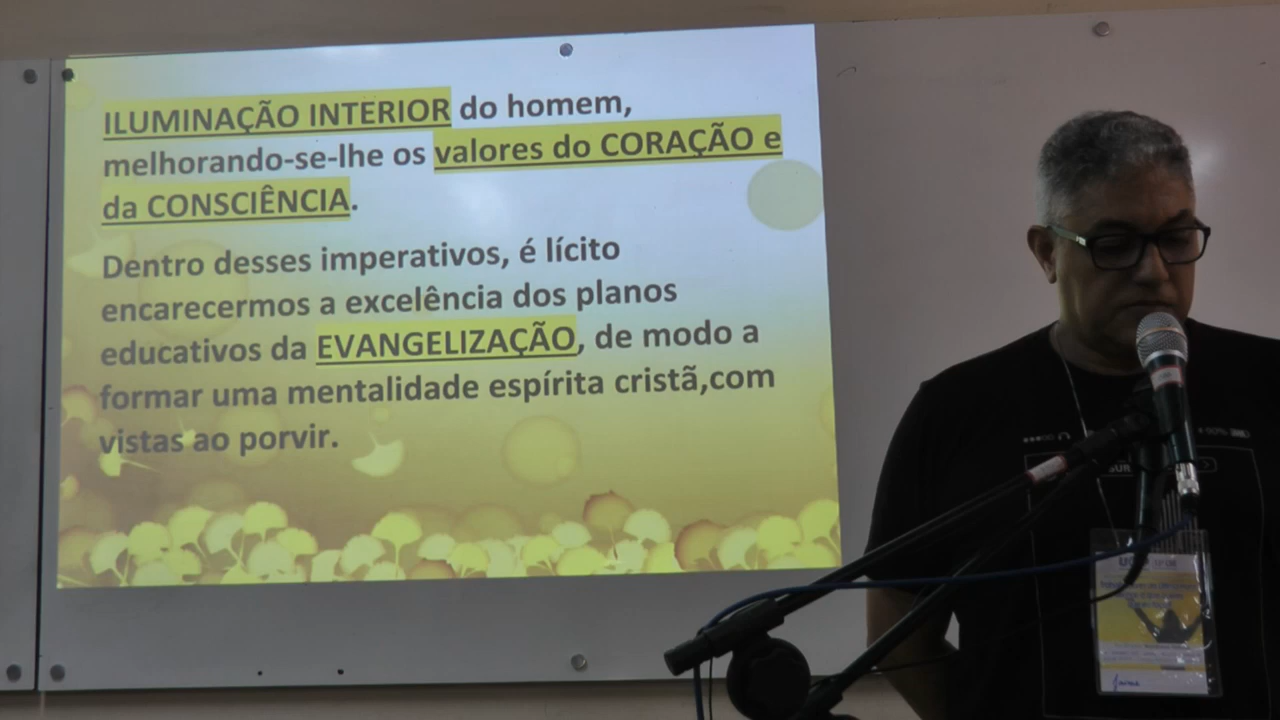 ILUMINAÇÃO INTERIOR do homem,
melhorando-se-lhe os valores do CORAÇÃO e
da CONSCIÊNCIA.
Dentro desses imperativos, é lícito
encarecermos a excelência dos planos
educativos da EVANGELIZAÇÃO, de modo a
formar uma mentalidade espírita cristã,com
vistas ao porvir.